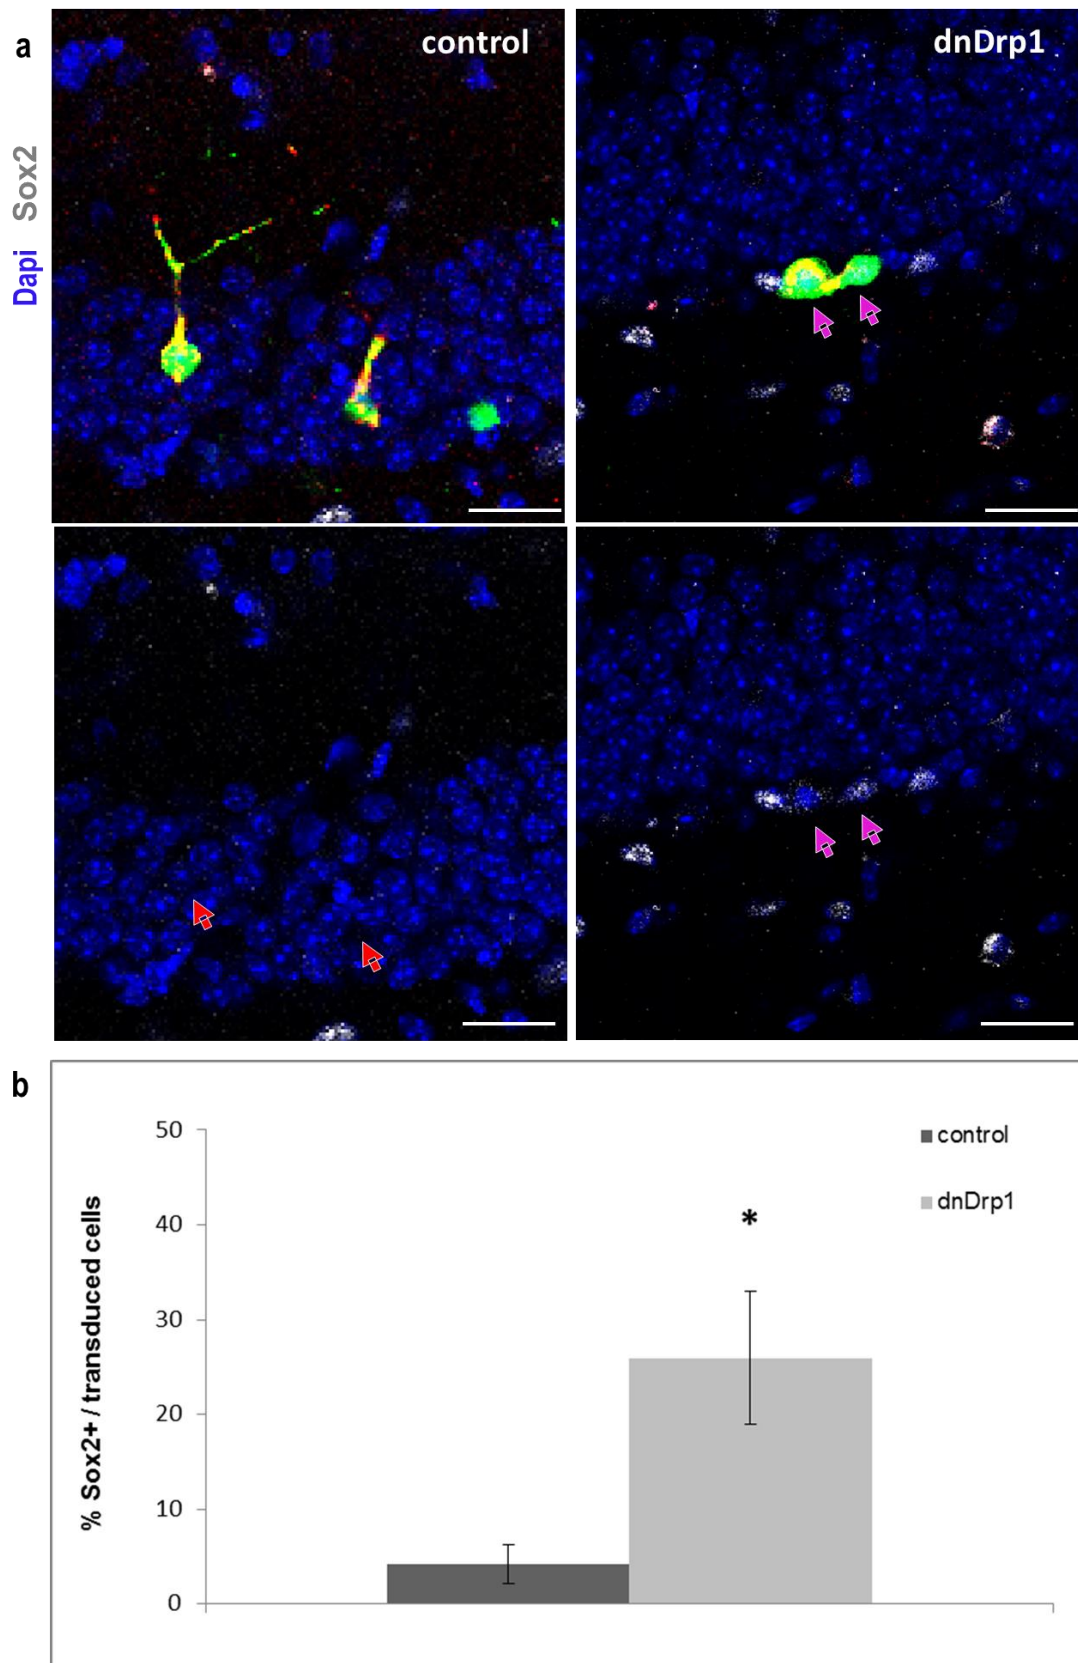 a
control
dnDrp1
Dapi Sox2
b
% Sox2+ / transduced cells
50
40
30
20
10
0
*
control
dnDrp1